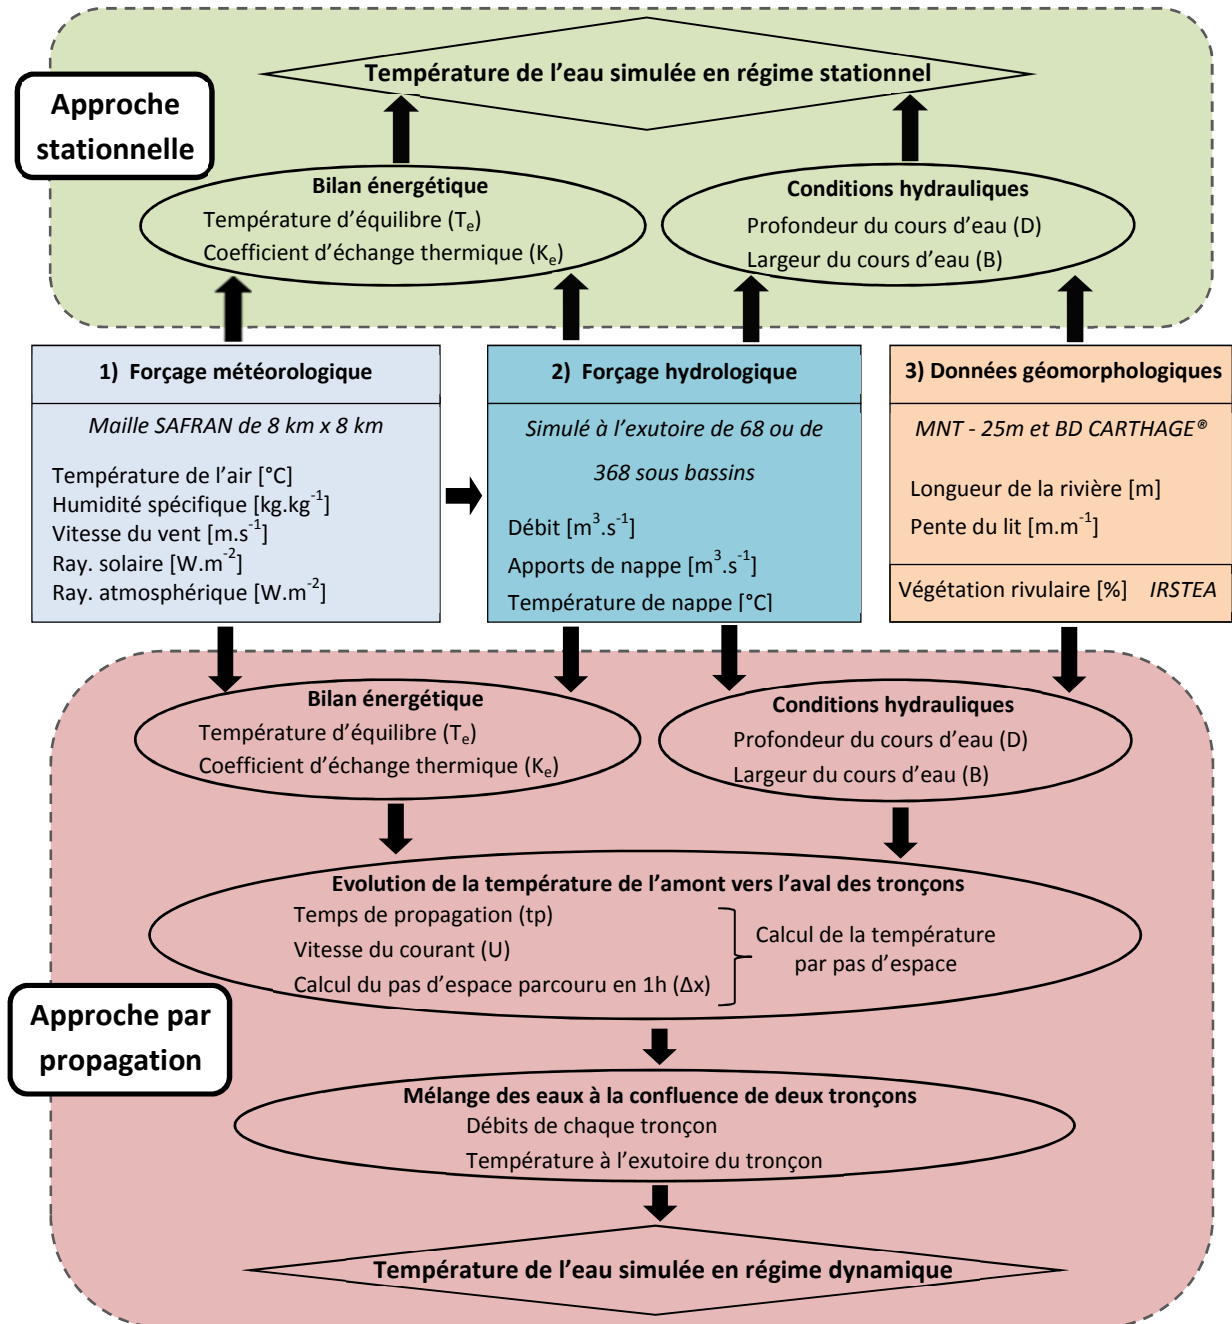 Température de l’eau simulée en régime stationnel
Approche
stationnelle
Bilan énergétique
Température d’équilibre (Te)
Coefficient d’échange thermique (Ke)
Conditions hydrauliques
Profondeur du cours d’eau (D)
Largeur du cours d’eau (B)
1) Forçage météorologique
Maille SAFRAN de 8 km x 8 km
Température de l’air [°C]
Humidité spécifique [kg.kg-1]
Vitesse du vent [m.s-1]
Ray. solaire [W.m-2]
Ray. atmosphérique [W.m-2]
2) Forçage hydrologique
Simulé à l’exutoire de 68 ou de
368 sous bassins
Débit [m3.s-1]
Apports de nappe [m3.s-1]
Température de nappe [°C]
3) Données géomorphologiques
MNT - 25m et BD CARTHAGE®
Longueur de la rivière [m]
Pente du lit [m.m-1]
Végétation rivulaire [%] IRSTEA
Bilan énergétique
Température d’équilibre (Te)
Coefficient d’échange thermique (Ke)
Conditions hydrauliques
Profondeur du cours d’eau (D)
Largeur du cours d’eau (B)
Evolution de la température de l’amont vers l’aval des tronçons
Temps de propagation (tp)
Vitesse du courant (U)
Calcul du pas d’espace parcouru en 1h (Δx)
Calcul de la température
par pas d’espace
Approche par
propagation
Mélange des eaux à la confluence de deux tronçons
Débits de chaque tronçon
Température à l’exutoire du tronçon
Température de l’eau simulée en régime dynamique